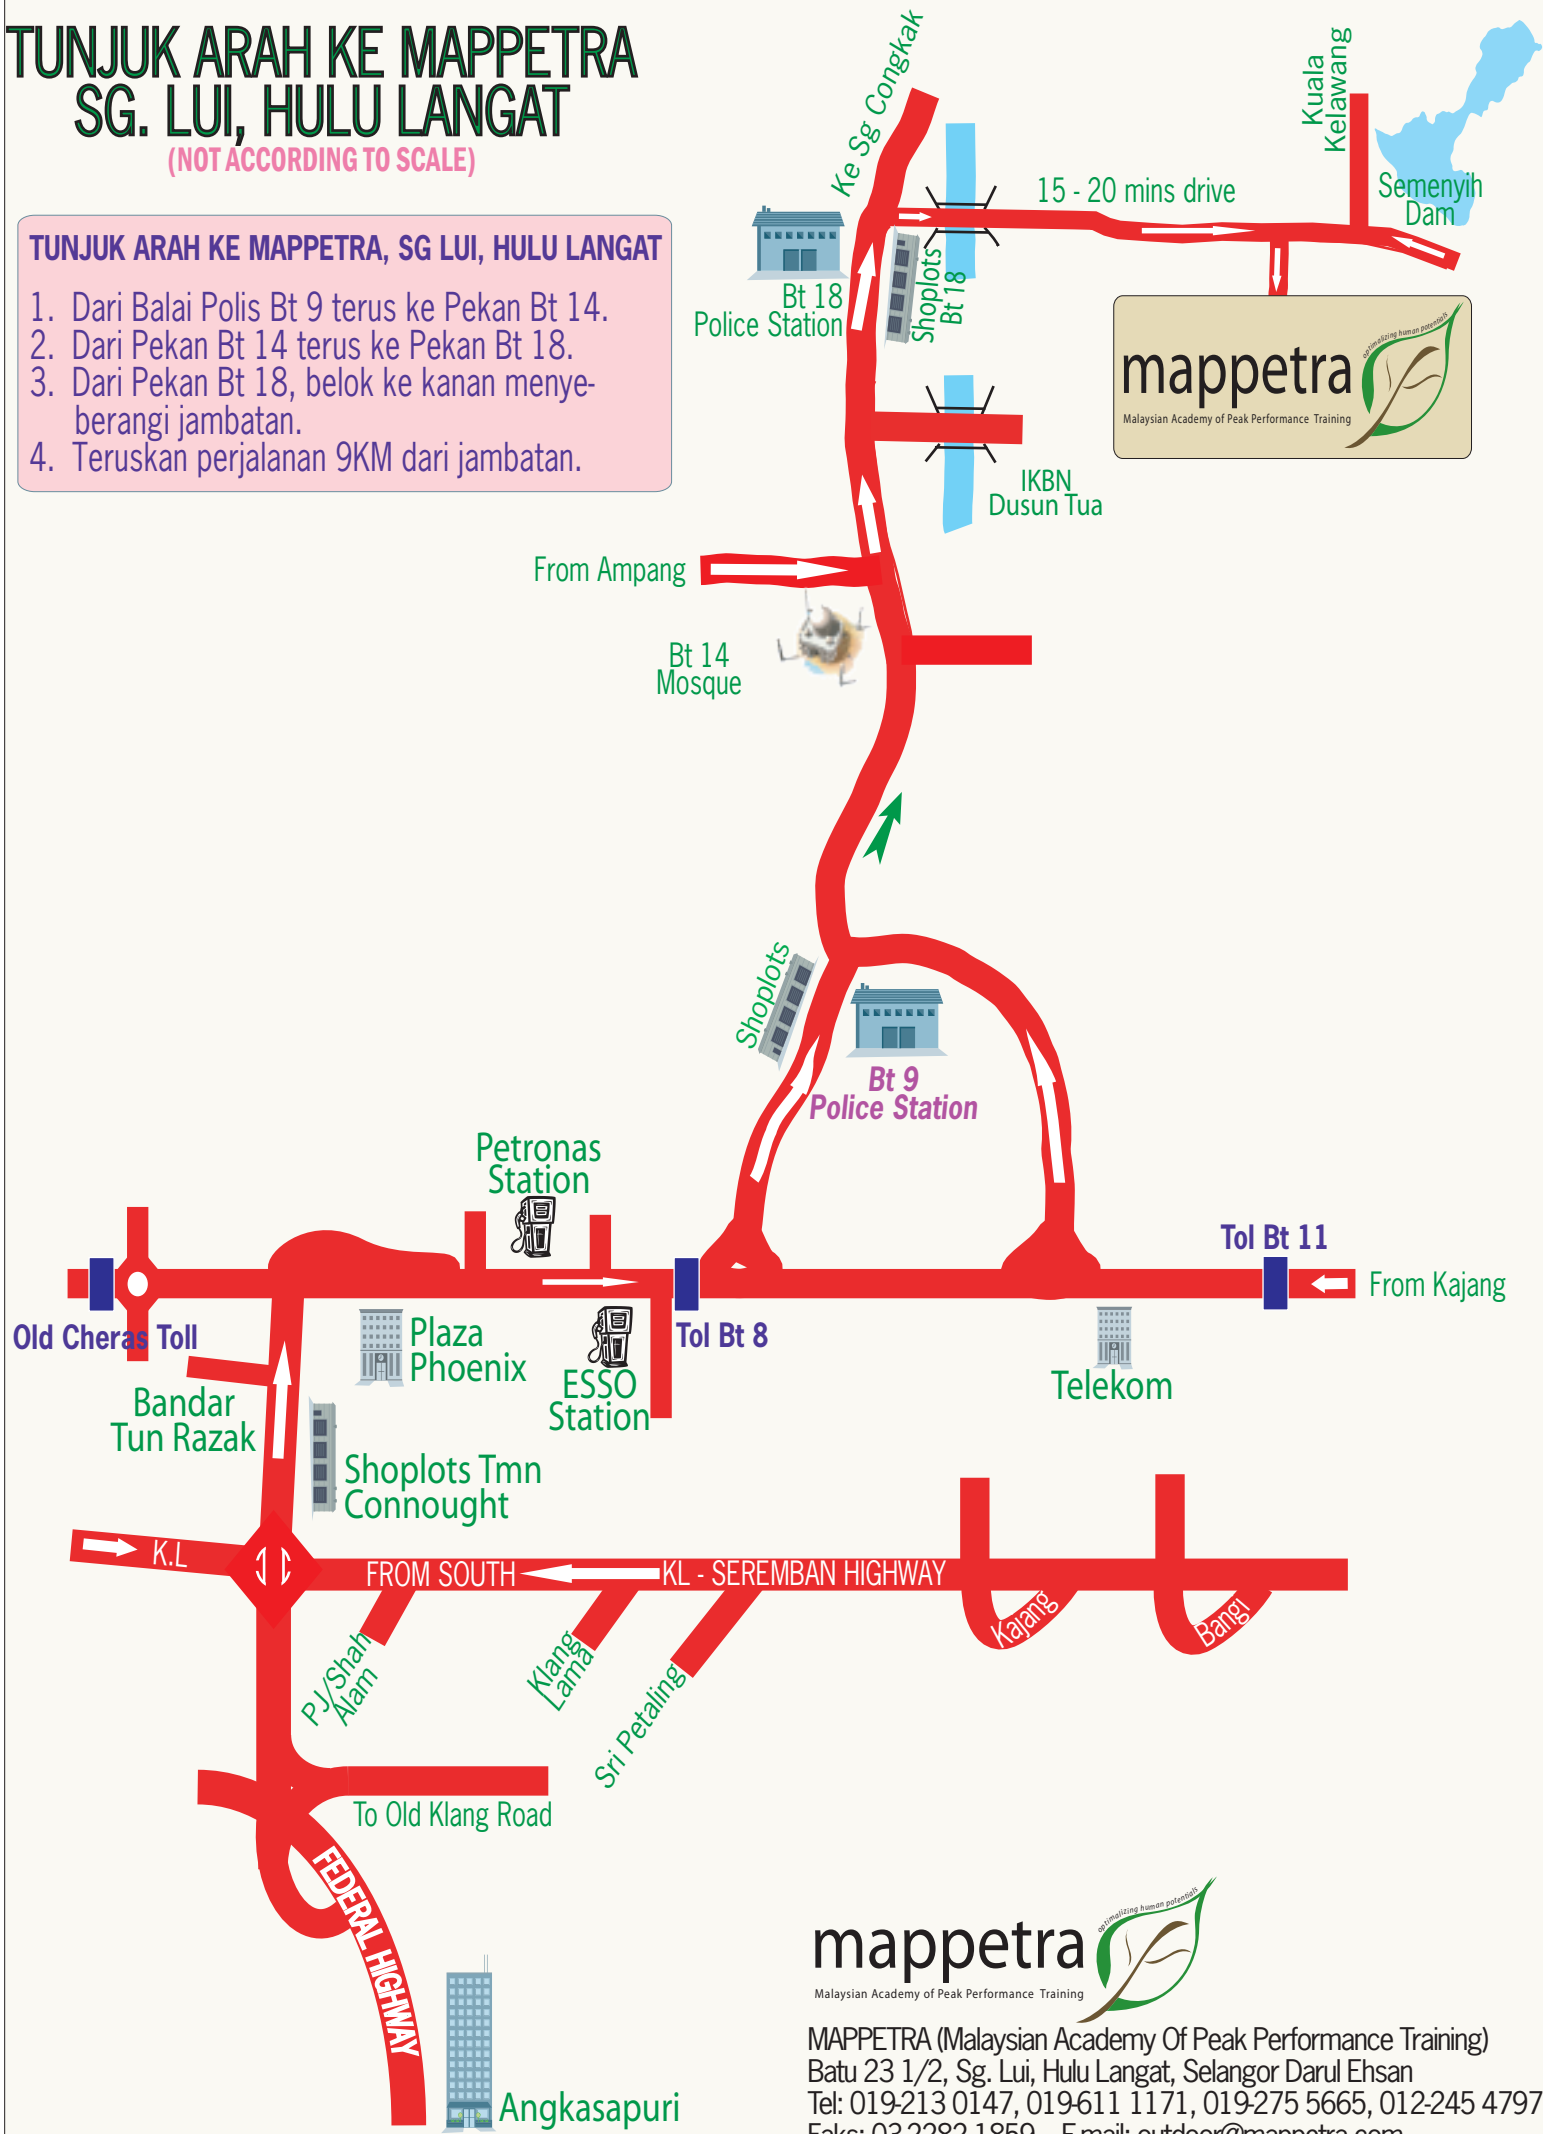 TUNJUK ARAH KE MAPPETRA
SG. LUI, HULU LANGAT
(NOT ACCORDING TO SCALE)
TUNJUK ARAH KE MAPPETRA, SG LUI, HULU LANGAT
1. Dari Balai Polis Bt 9 terus ke Pekan Bt 14.
2. Dari Pekan Bt 14 terus ke Pekan Bt 18.
3. Dari Pekan Bt 18, belok ke kanan menye-
berangi jambatan.
4. Teruskan perjalanan 9KM dari jambatan.
Ke Sg Congkak
Kuala
Kelawang
15 - 20 mins drive
Semenyih
Dam
Bt 18
Police Station
Shoplots
Bt 18
optimalizing human potentials
mappetra
Malaysian Academy of Peak Performance Training
IKBN
Dusun Tua
From Ampang
Bt 14
Mosque
Shoplots
Bt 9
Police Station
Petronas
Station
Tol Bt 11
From Kajang
Old Cheras Toll
Plaza
Phoenix
ESSO
Station
Tol Bt 8
Telekom
Bandar
Tun Razak
Shoplots Tmn
Connought
K.L
FROM SOUTH
KL - SEREMBAN HIGHWAY
Kajang
Bangi
PJ/Shah
Alam
Klang
Lama
Sri Petaling
To Old Klang Road
FEDERAL HIGHWAY
Angkasapuri
optimalizing human potentials
mappetra
Malaysian Academy of Peak Performance Training
MAPPETRA (Malaysian Academy Of Peak Performance Training)
Batu 23 1/2, Sg. Lui, Hulu Langat, Selangor Darul Ehsan
Tel: 019-213 0147, 019-611 1171, 019-275 5665, 012-245 4797
Faks: 03 2282 1859 E.mail: outdoor@mappetra.com